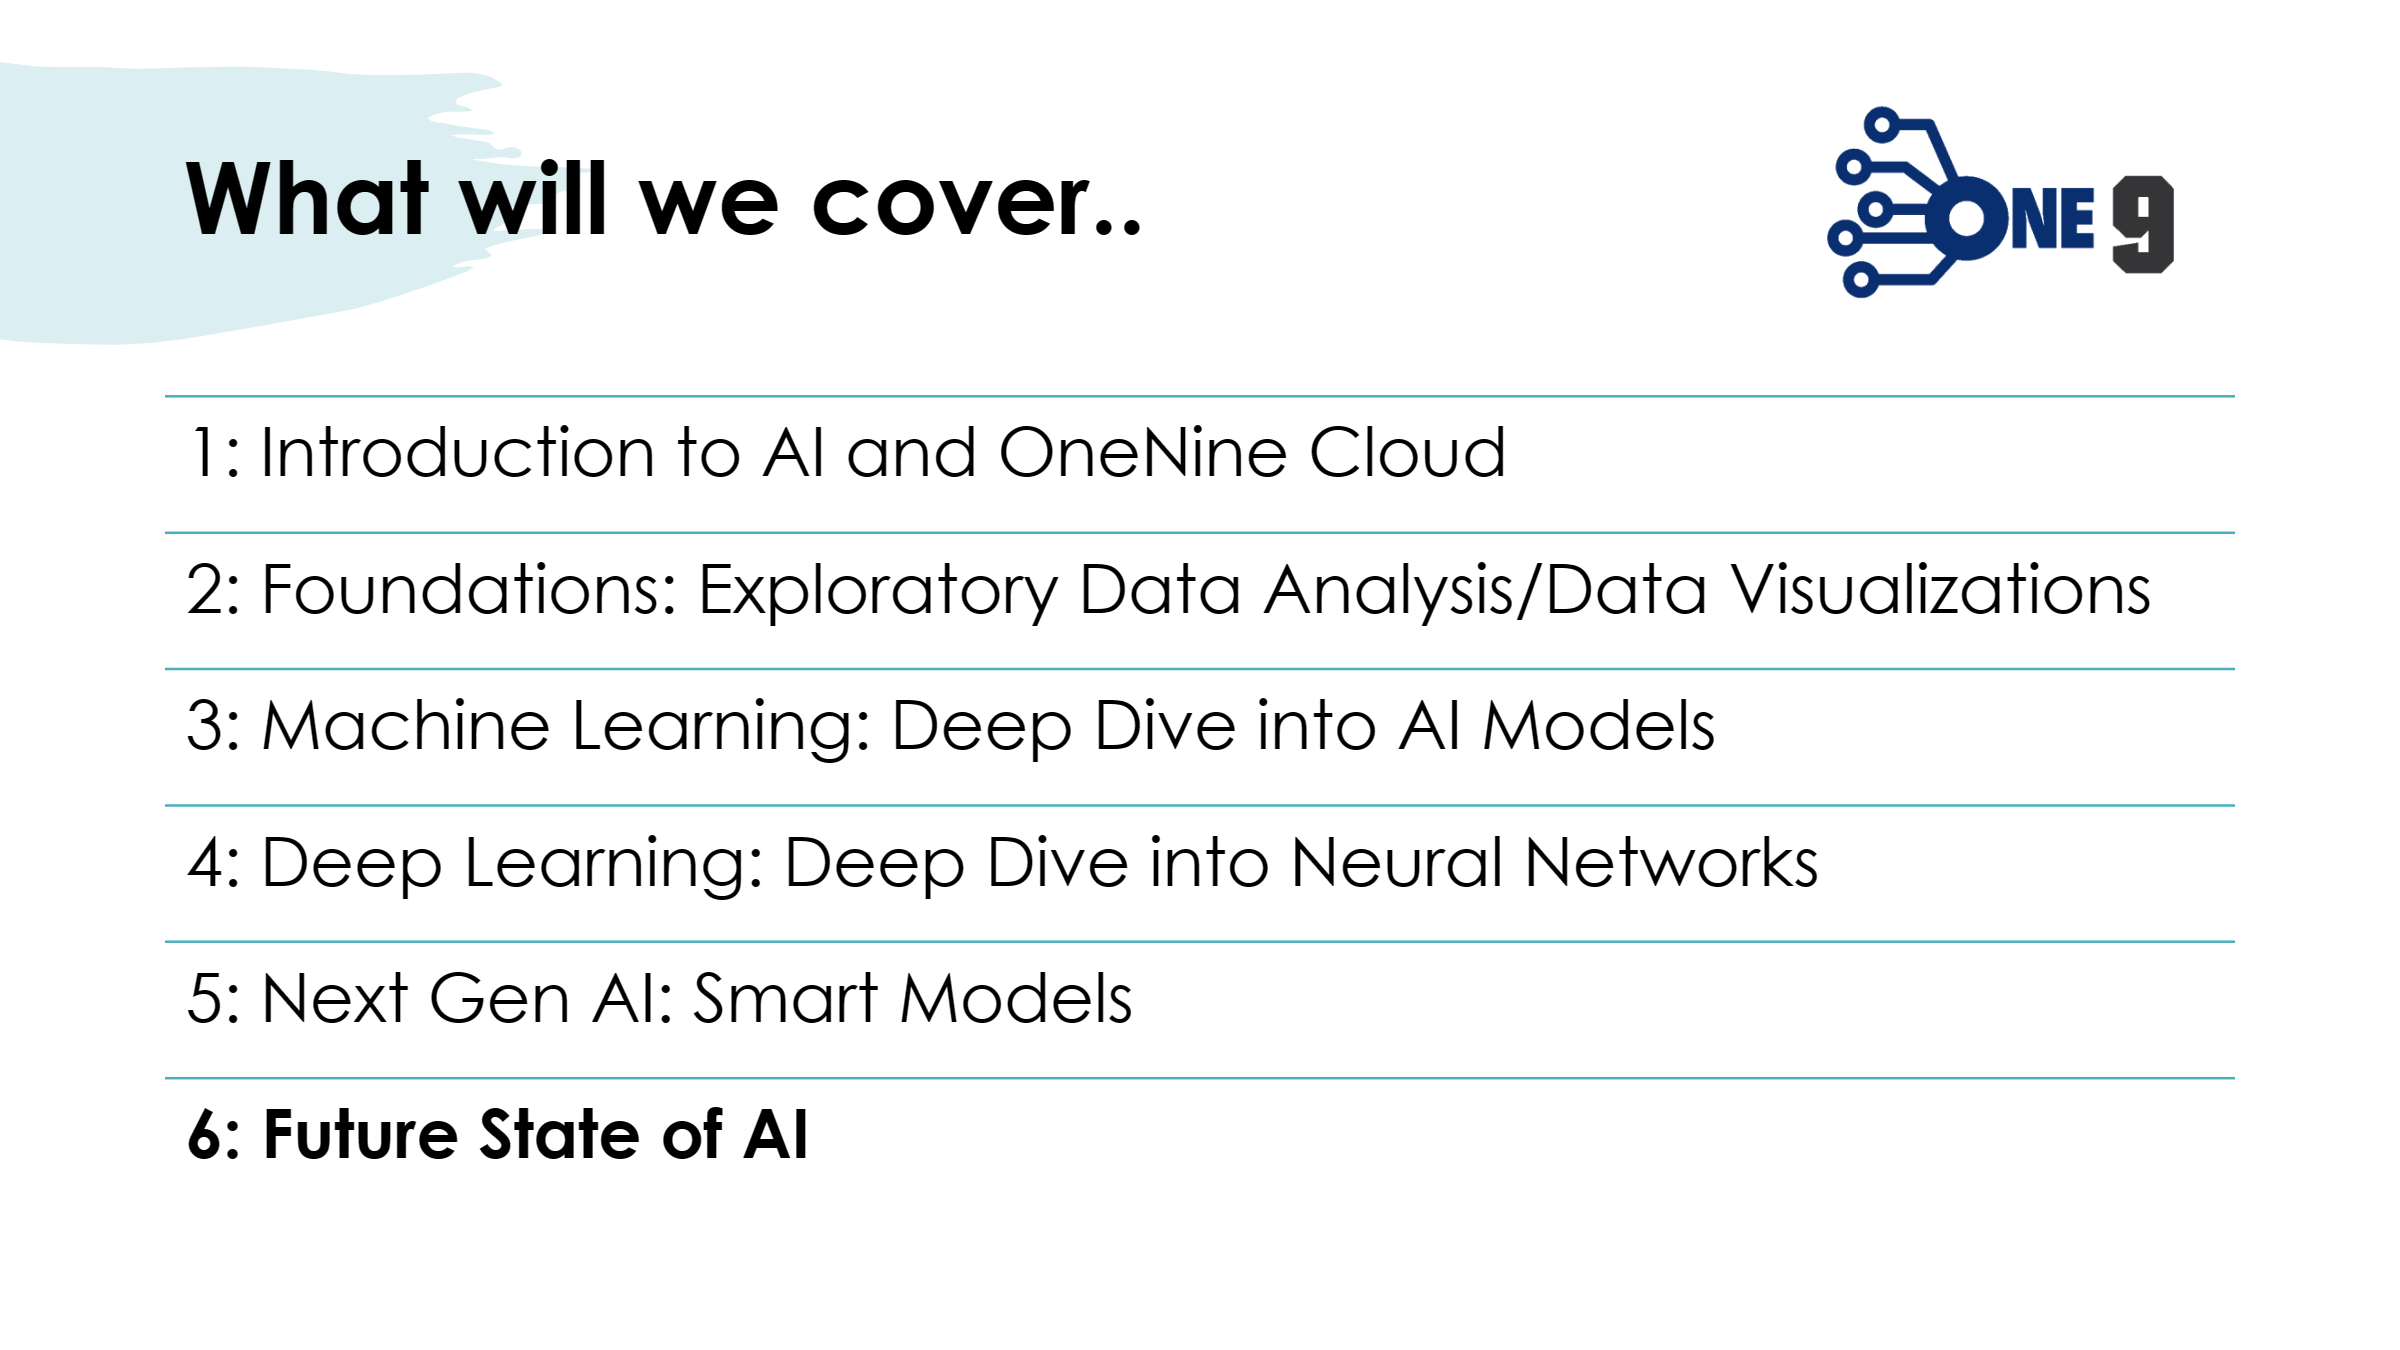 What will we cover..
ONE 9
1: Introduction to AI and OneNine Cloud
2: Foundations: Exploratory Data Analysis/Data Visualizations
3: Machine Learning: Deep Dive into AI Models
4: Deep Learning: Deep Dive into Neural Networks
5: Next Gen AI: Smart Models
6: Future State of AI